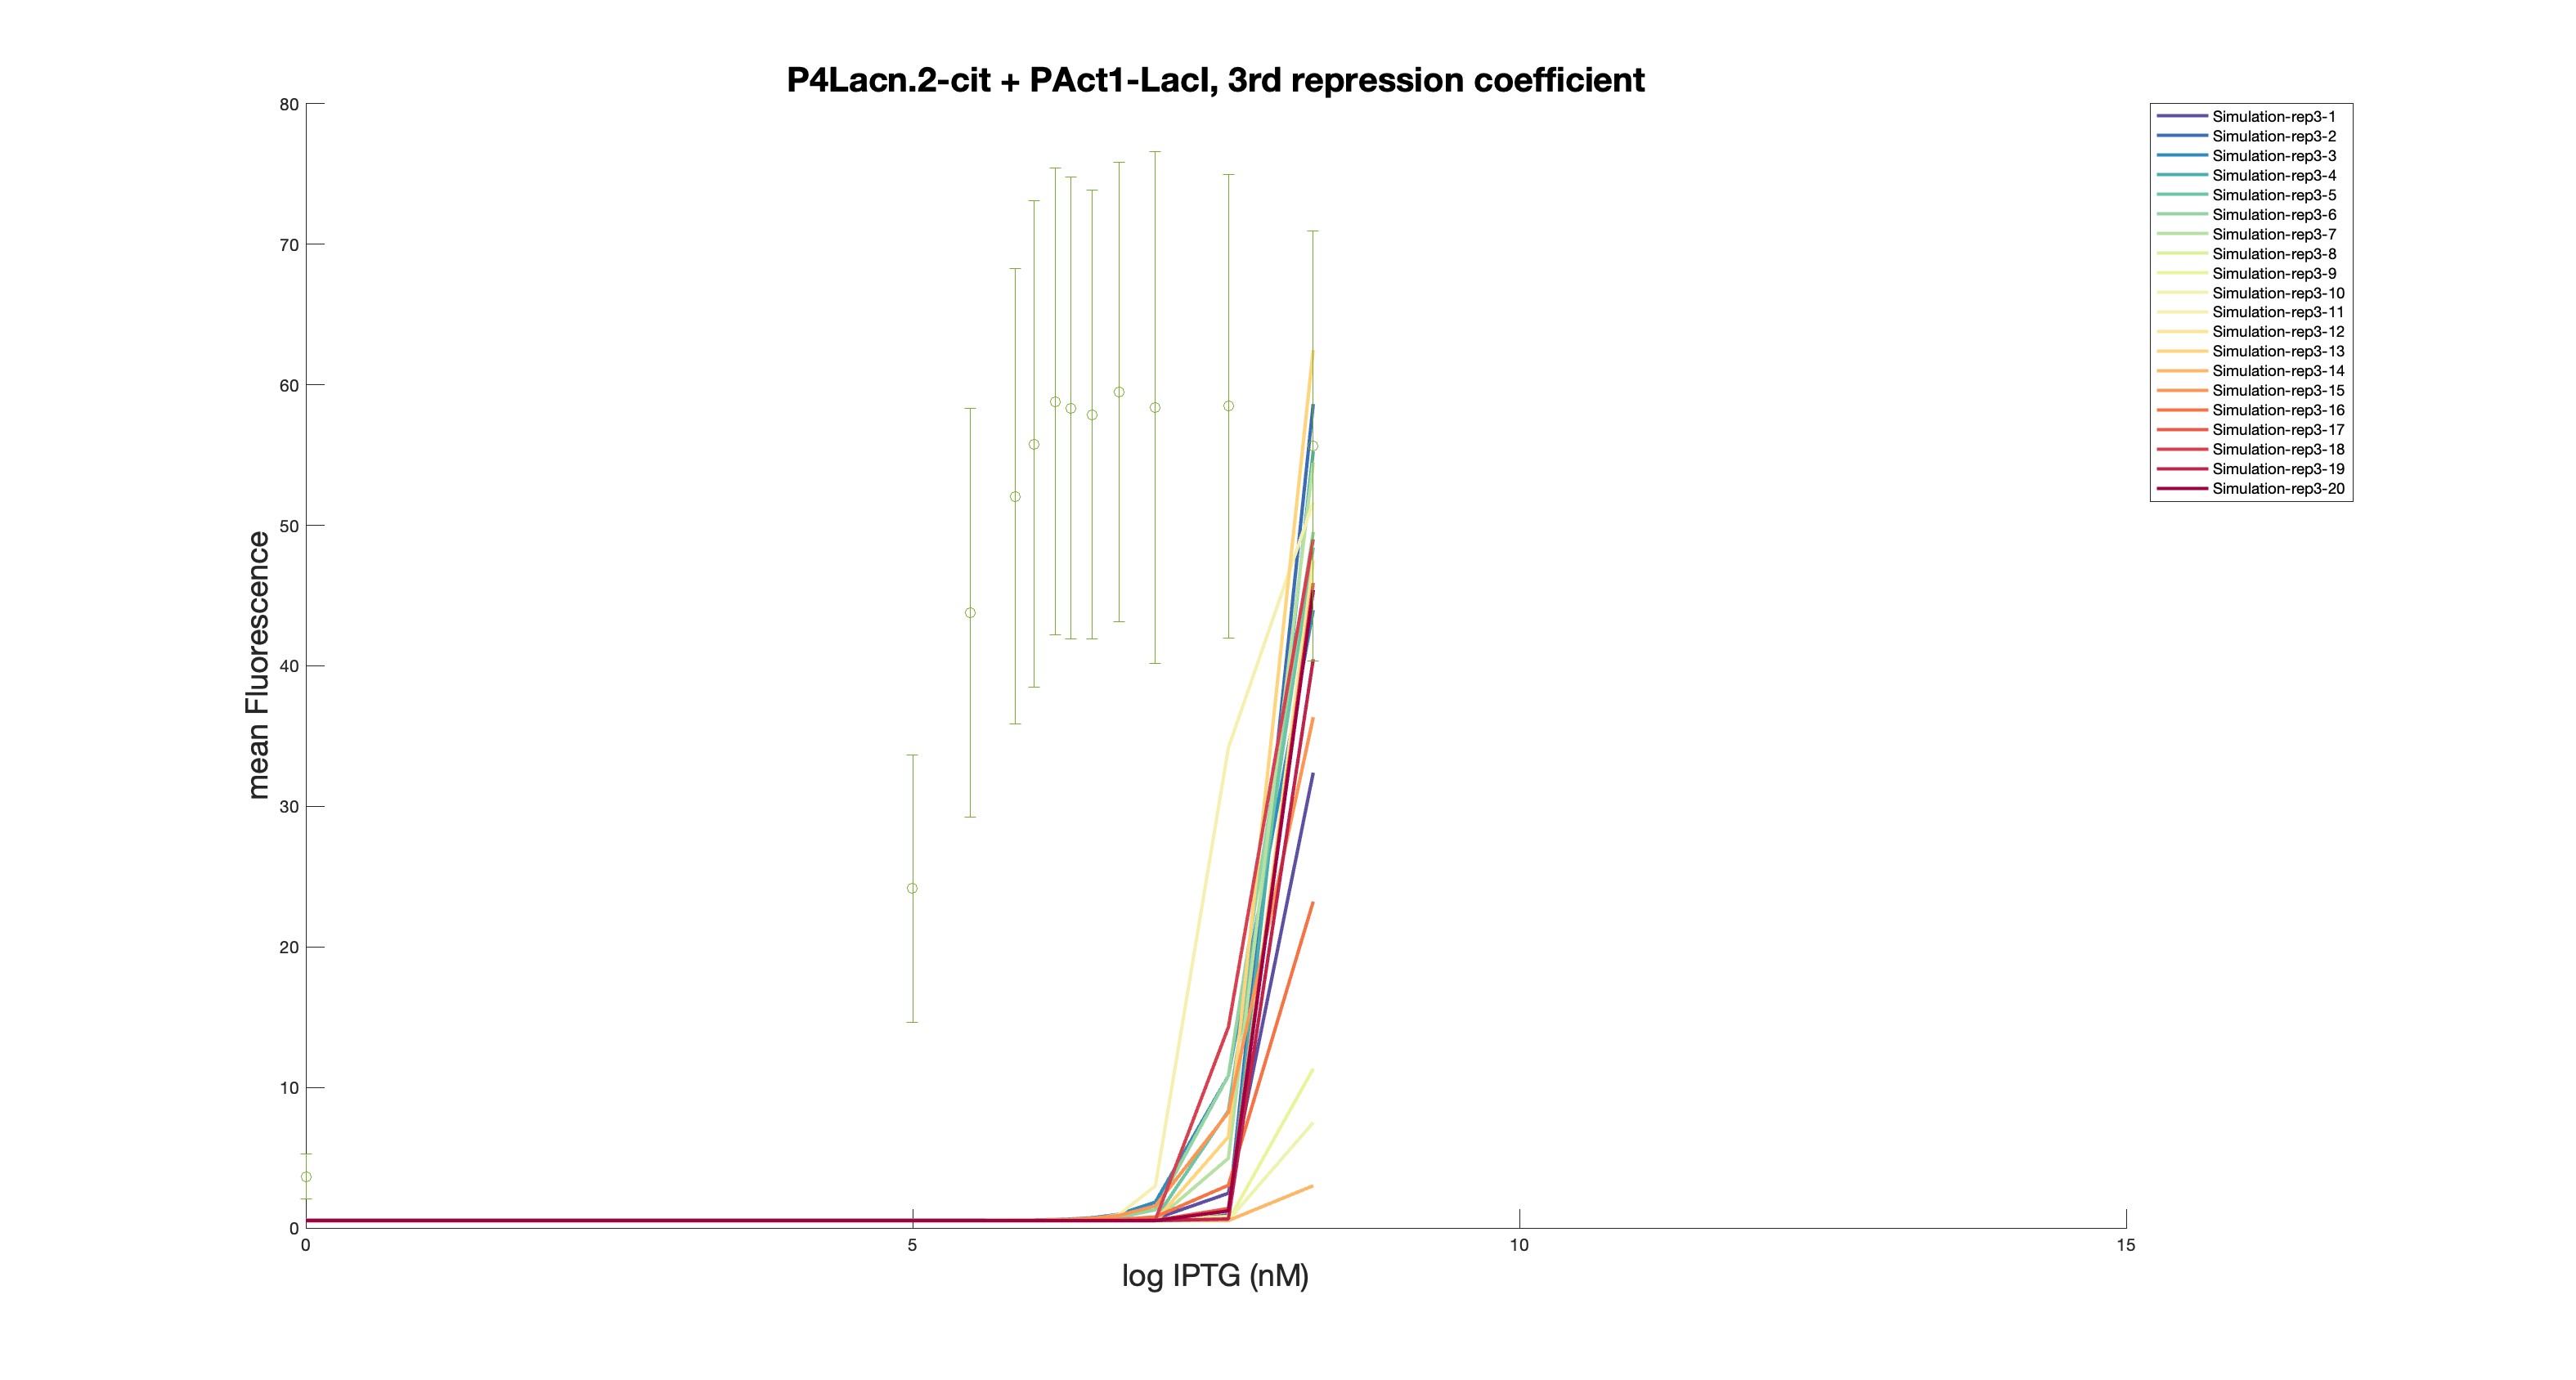 P4Lacn.2-cit + PAct1-LacI, 3rd repression coefficient
80
70
60
50
40
30
20
10
0
mean Fluorescence
0
5
10
15
log IPTG (nM)
Simulation-rep3-1
Simulation-rep3-2
Simulation-rep3-3
Simulation-rep3-4
Simulation-rep3-5
Simulation-rep3-6
Simulation-rep3-7
Simulation-rep3-8
Simulation-rep3-9
Simulation-rep3-10
Simulation-rep3-11
Simulation-rep3-12
Simulation-rep3-13
Simulation-rep3-14
Simulation-rep3-15
Simulation-rep3-16
Simulation-rep3-17
Simulation-rep3-18
Simulation-rep3-19
Simulation-rep3-20